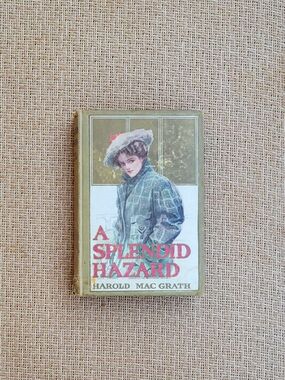 A
SPLENDID
HAZARD
HAROLD MAC GRATH